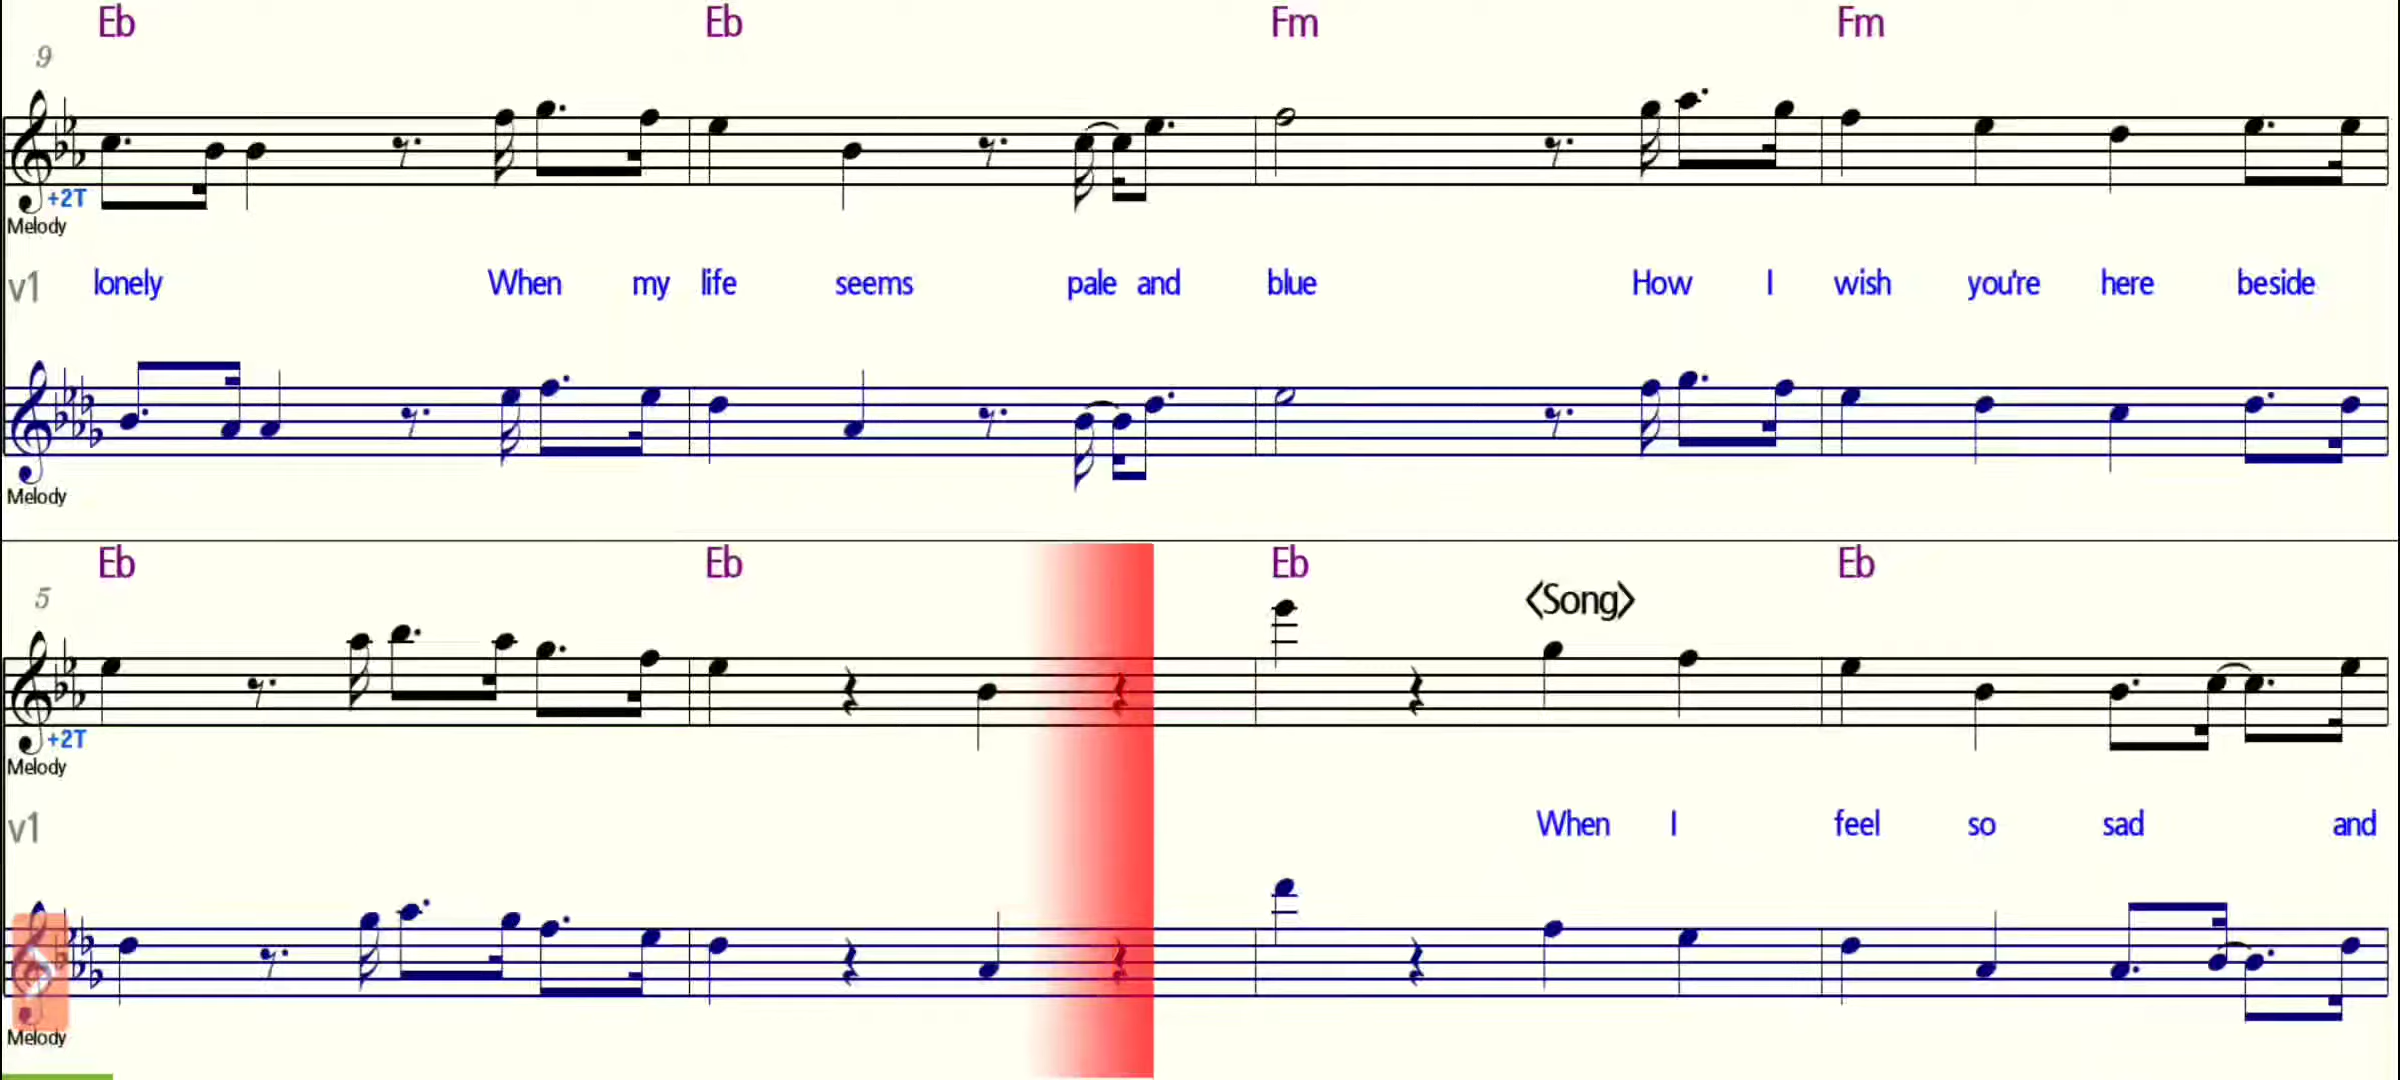 Eb Eb Fm Fm
9
+2T
Melody
v1 lonely When my life seems pale and blue How I wish you're here beside
Melody
Eb Eb Eb Eb
5 <Song>
+2T
Melody
v1 When I feel so sad and
Melody